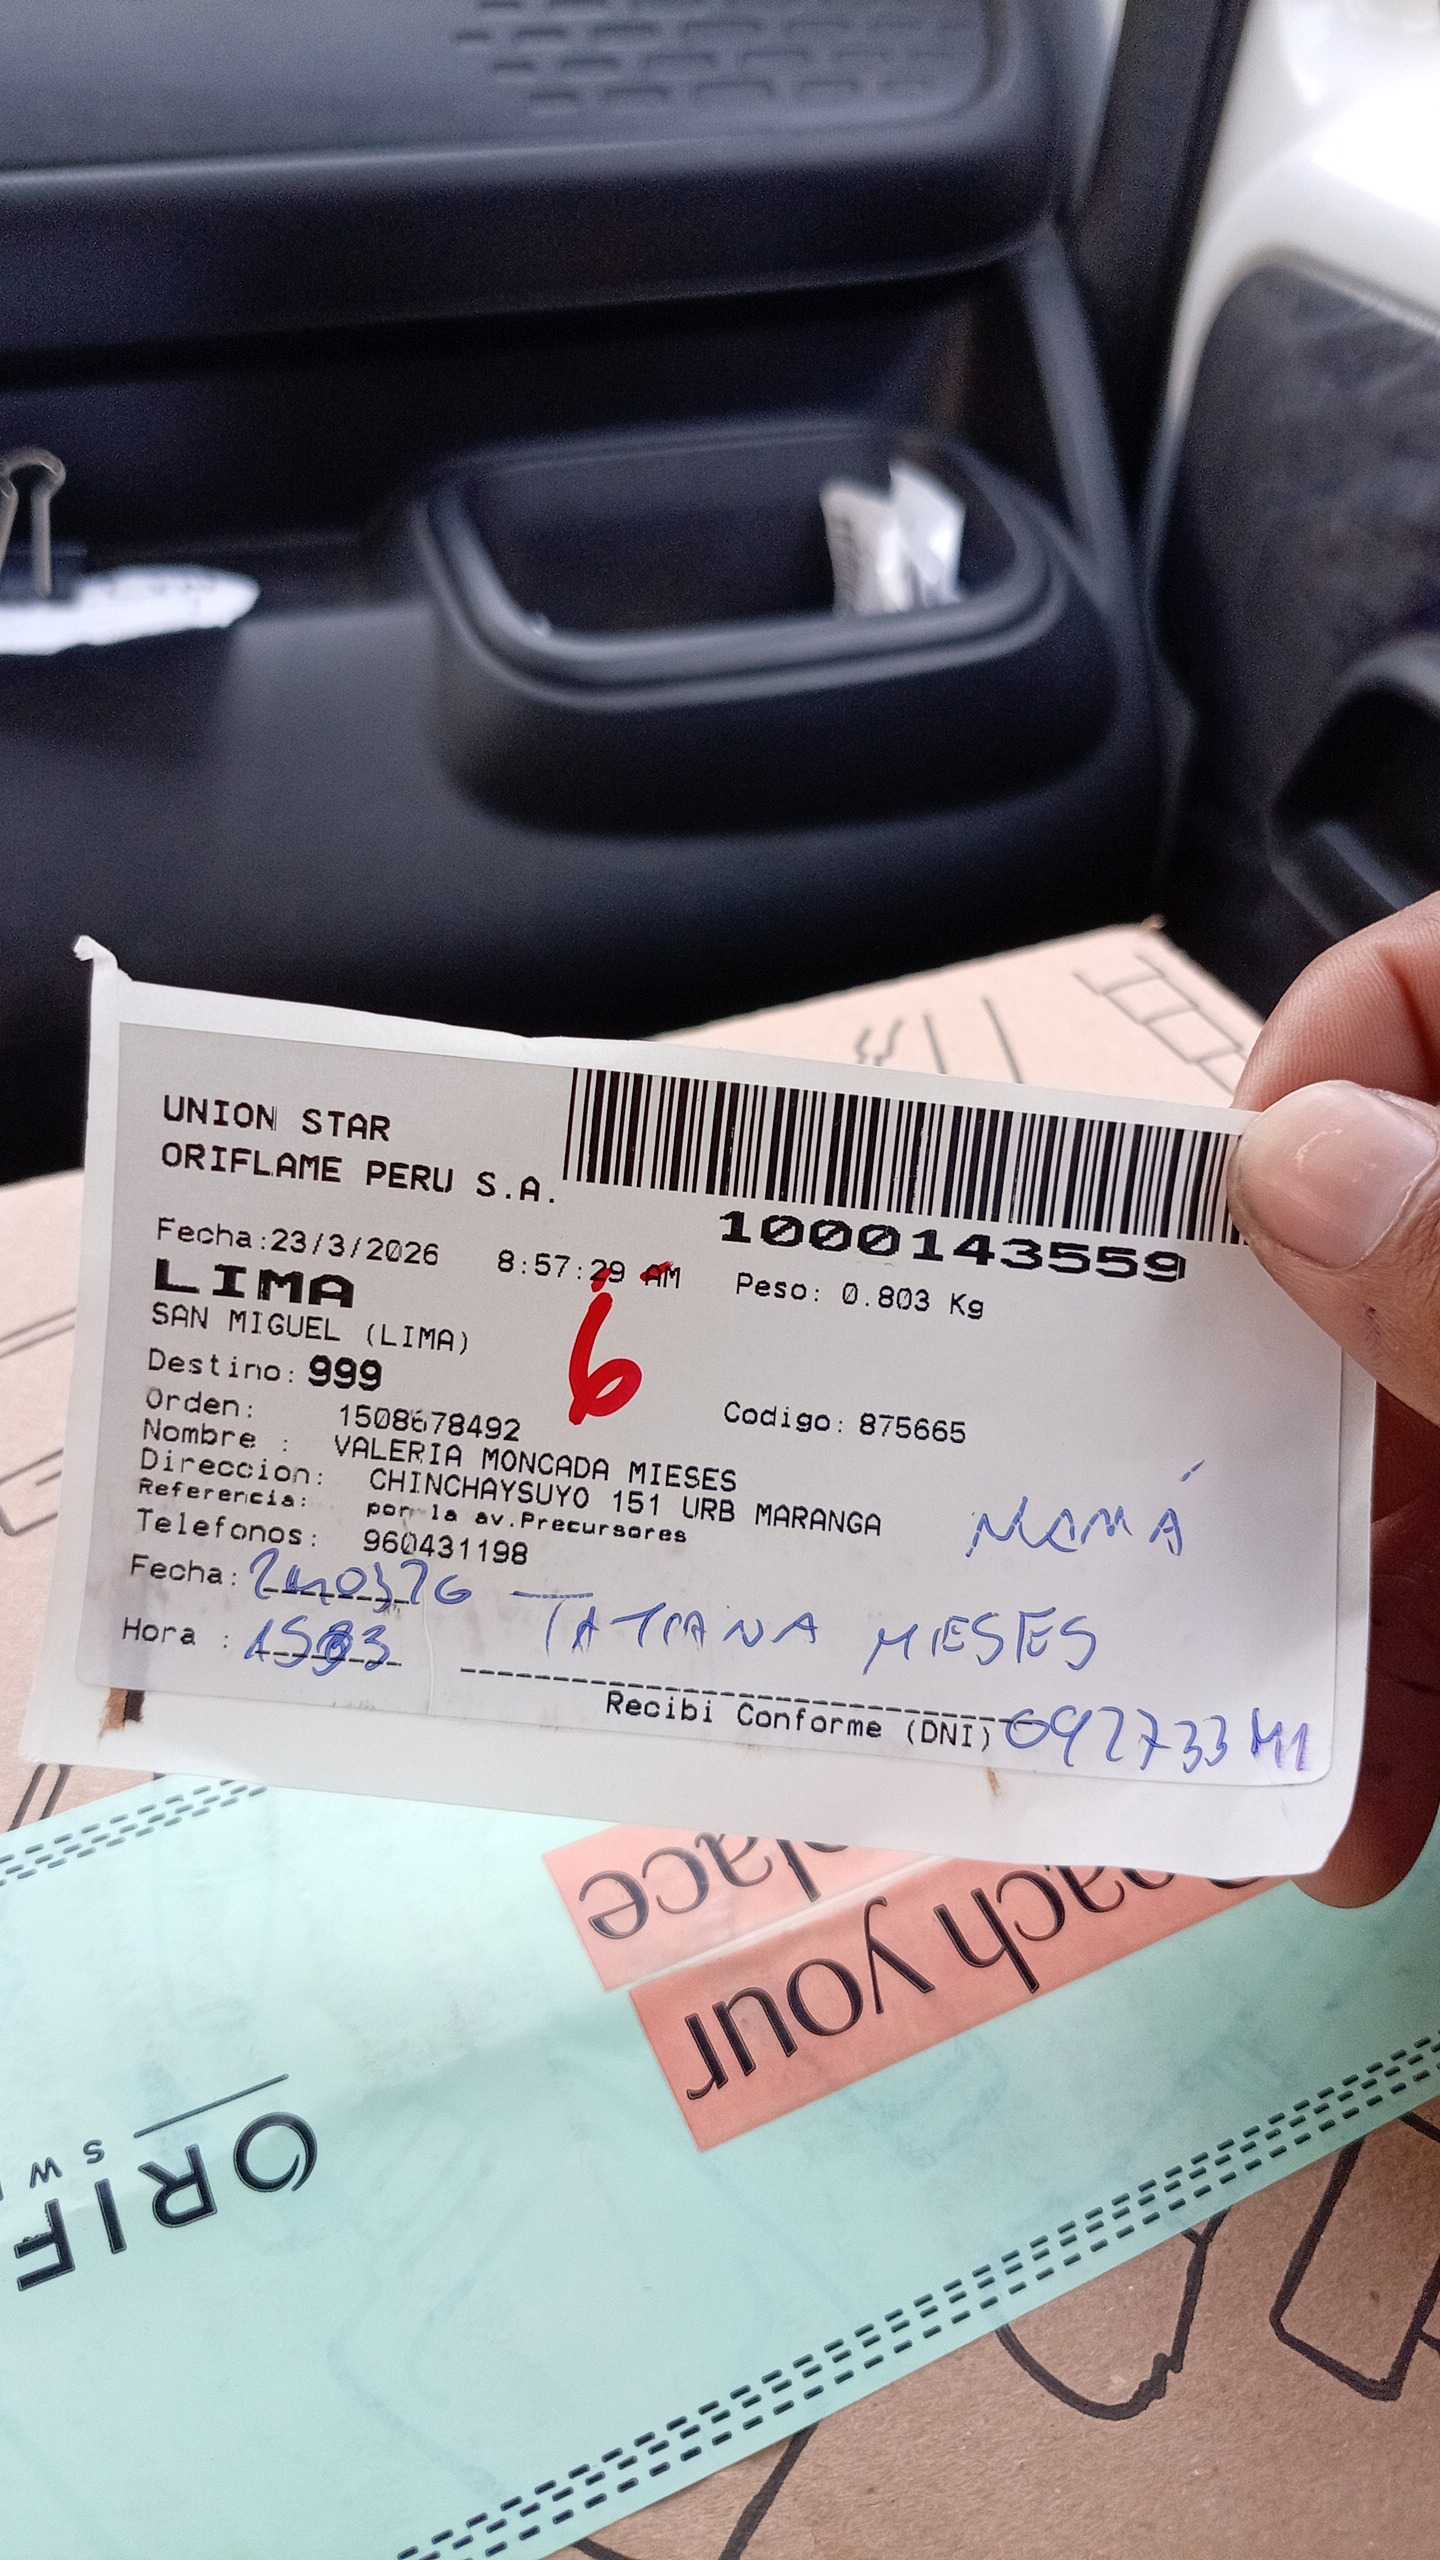 UNION STAR
ORIFLAME PERU S.A.
1000143559
Fecha:23/3/2026 8:57:29 AM Peso: 0.803 Kg
LIMA
SAN MIGUEL (LIMA)
6
Destino: 999
Orden: 1508678492 Codigo: 875665
Nombre : VALERIA MONCADA MIESES
Direccion: CHINCHAYSUYO 151 URB MARANGA
Referencia: por la av.Precursores
Telefonos: 960431198
MAMÁ
Fecha:
TATIANA MIESES
Hora :
Recibi Conforme (DNI)
your
ORIF